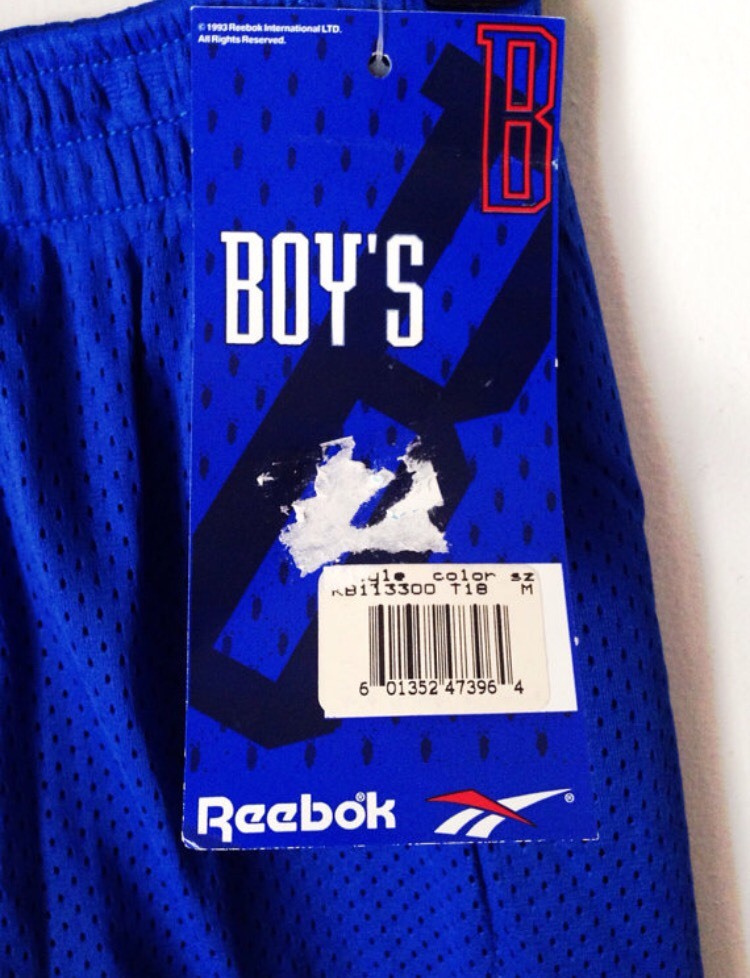 © 1993 Reebok International LTD.
All Rights Reserved.
B
BOY'S
color sz
KB113300 T18 M
6 01352 47396 4
Reebok®
®